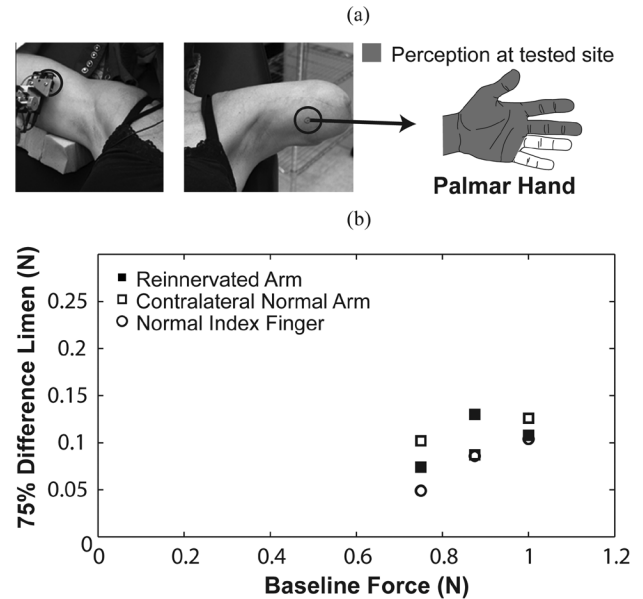 (a)
Perception at tested site
Palmar Hand
(b)
75% Difference Limen (N)
0.25
0.2
0.15
0.1
0.05
0
Reinnervated Arm
Contralateral Normal Arm
Normal Index Finger
0
0.2
0.4
0.6
0.8
1
1.2
Baseline Force (N)